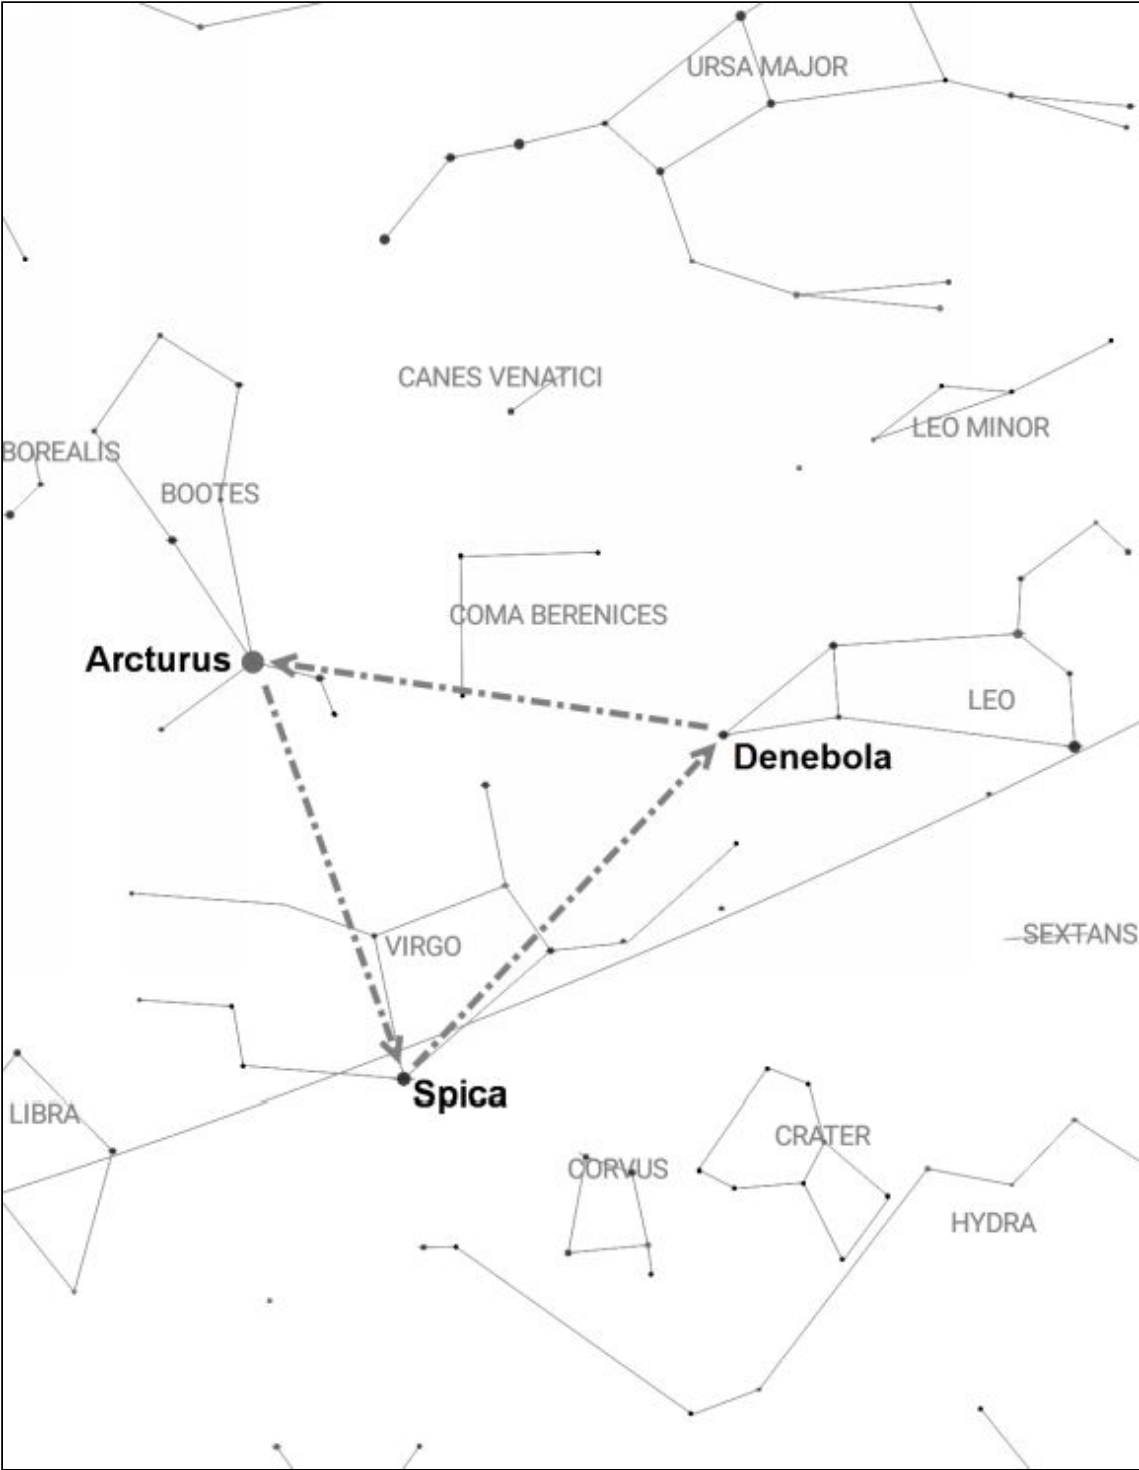 URSA MAJOR
CANES VENATICI
LEO MINOR
BOREALIS
BOOTES
COMA BERENICES
Arcturus
LEO
Denebola
VIRGO
SEXTANS
Spica
LIBRA
CRATER
CORVUS
HYDRA